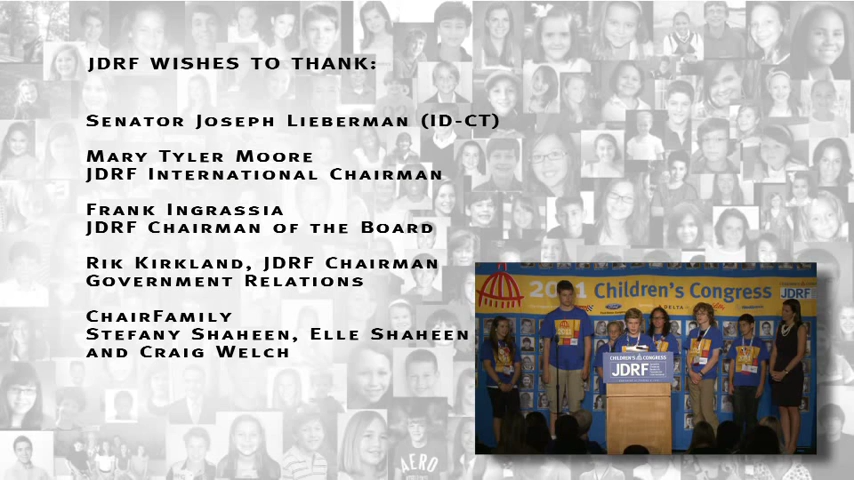 JDRF WISHES TO THANK:
SENATOR JOSEPH LIEBERMAN (ID-CT)
MARY TYLER MOORE
JDRF INTERNATIONAL CHAIRMAN
FRANK INGRASSIA
JDRF CHAIRMAN OF THE BOARD
RIK KIRKLAND, JDRF CHAIRMAN
GOVERNMENT RELATIONS
CHAIRFAMILY
STEFANY SHAHEEN, ELLE SHAHEEN
AND CRAIG WELCH
Children's Congress
JDRF
DELTA
CHILDREN'S CONGRESS
JDRF
AERO